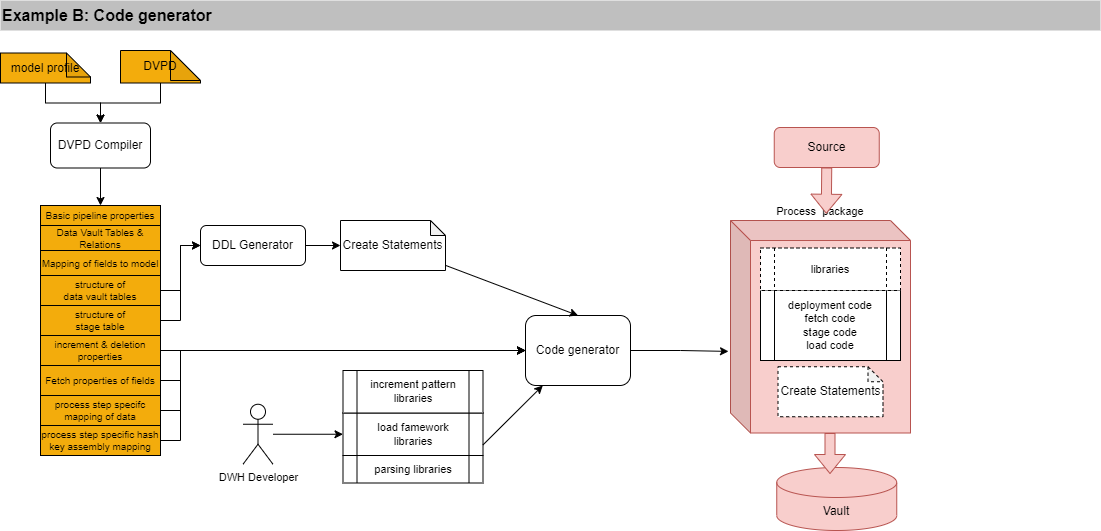 Example B: Code generator
model profile
DVPD
DVPD Compiler
Basic pipeline properties
Data Vault Tables &
Relations
Mapping of fields to model
structure of
data vault tables
structure of
stage table
increment & deletion
properties
Fetch properties of fields
process step specifc
mapping of data
process step specific hash
key assembly mapping
DDL Generator
Create Statements
Code generator
increment pattern
libraries
load famework
libraries
parsing libraries
DWH Developer
Source
Process package
libraries
deployment code
fetch code
stage code
load code
Create Statements
Vault